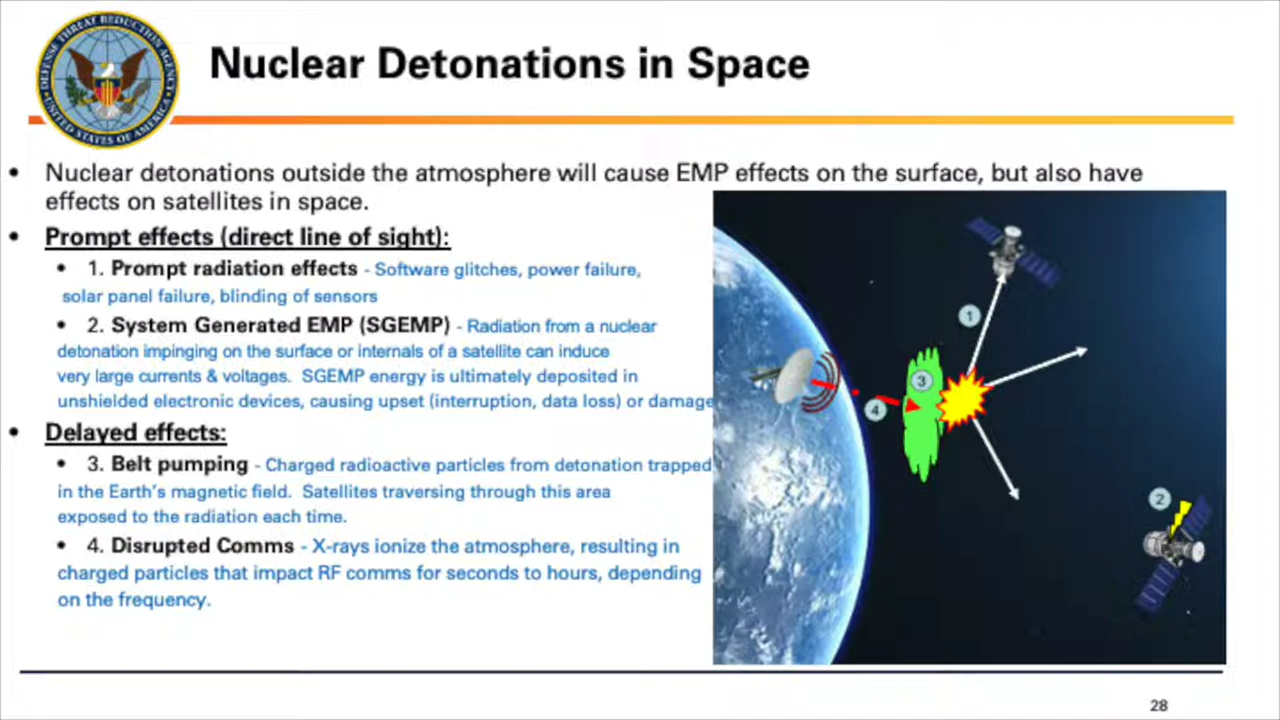 DEFENSE THREAT REDUCTION AGENCY
UNITED STATES OF AMERICA
Nuclear Detonations in Space
• Nuclear detonations outside the atmosphere will cause EMP effects on the surface, but also have
effects on satellites in space.
• Prompt effects (direct line of sight):
• 1. Prompt radiation effects - Software glitches, power failure,
solar panel failure, blinding of sensors
• 2. System Generated EMP (SGEMP) - Radiation from a nuclear
detonation impinging on the surface or internals of a satellite can induce
very large currents & voltages. SGEMP energy is ultimately deposited in
unshielded electronic devices, causing upset (interruption, data loss) or damage
• Delayed effects:
• 3. Belt pumping - Charged radioactive particles from detonation trapped
in the Earth's magnetic field. Satellites traversing through this area
exposed to the radiation each time.
• 4. Disrupted Comms - X-rays ionize the atmosphere, resulting in
charged particles that impact RF comms for seconds to hours, depending
on the frequency.
1
3
4
2
28